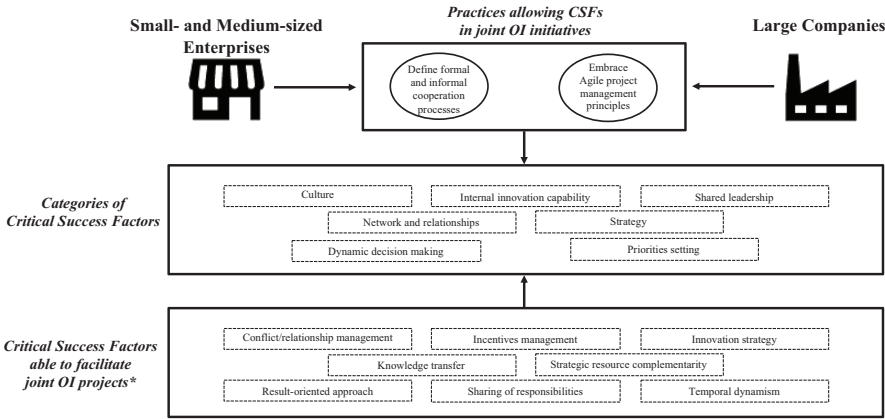 Small- and Medium-sized
Enterprises
Practices allowing CSFs
in joint OI initiatives
Large Companies
Define formal
and informal
cooperation
processes
Embrace
Agile project
management
principles
Categories of
Critical Success Factors
Culture
Internal innovation capability
Shared leadership
Network and relationships
Strategy
Dynamic decision making
Priorities setting
Critical Success Factors
able to facilitate
joint OI projects*
Conflict/relationship management
Incentives management
Innovation strategy
Knowledge transfer
Strategic resource complementarity
Result-oriented approach
Sharing of responsibilities
Temporal dynamism